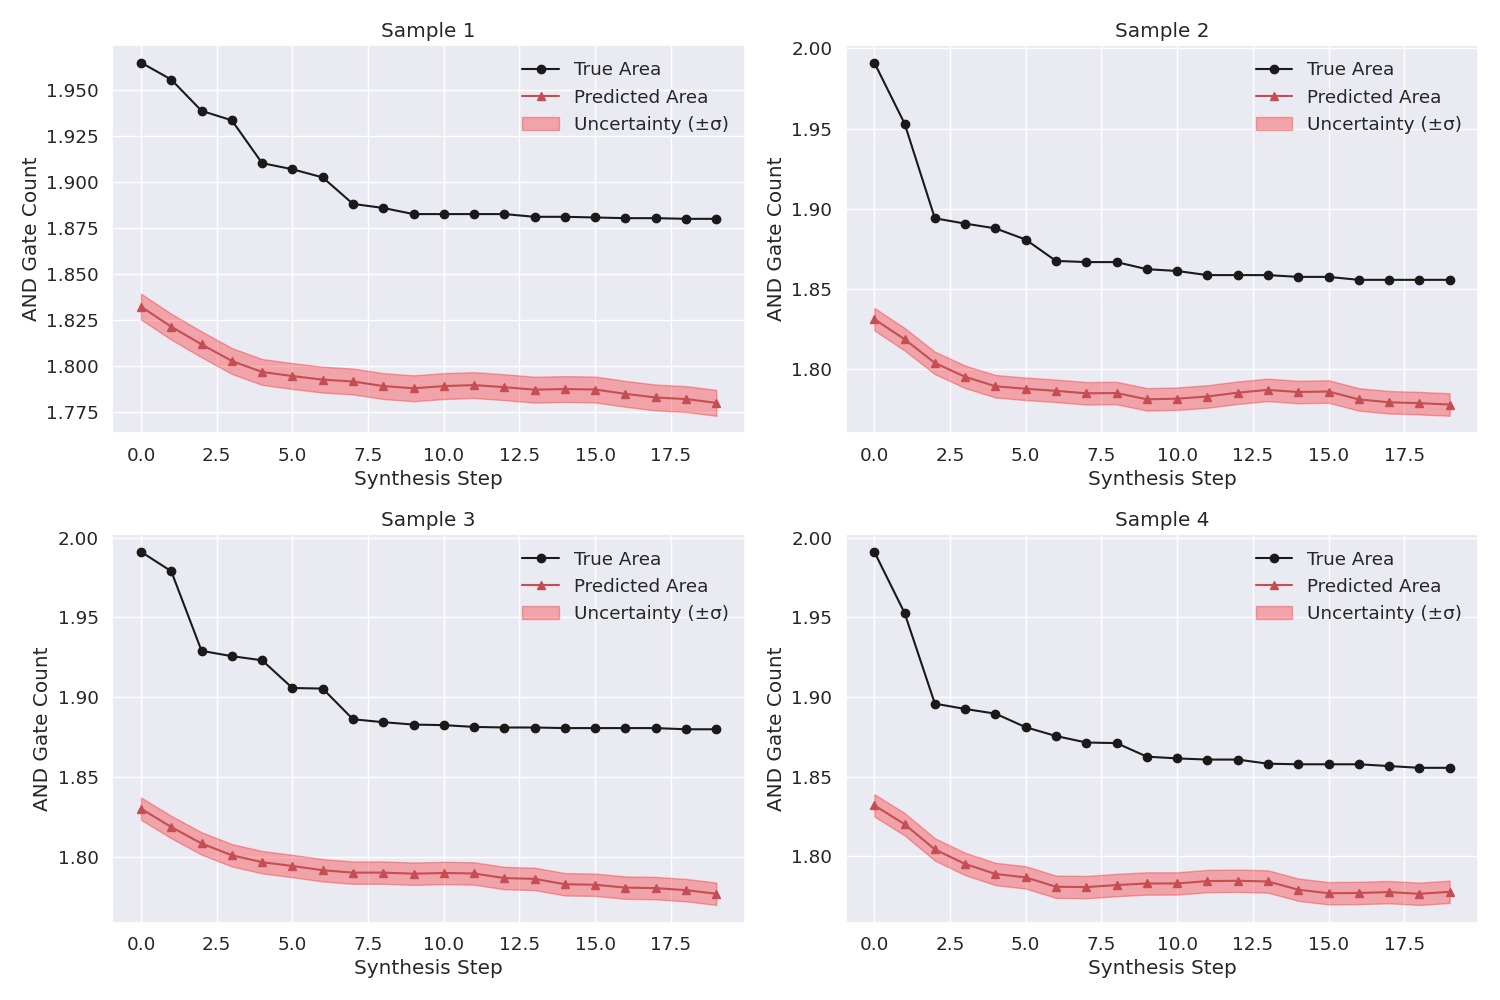 Sample 1
AND Gate Count
1.950
1.925
1.900
1.875
1.850
1.825
1.800
1.775
True Area
Predicted Area
Uncertainty (±σ)
0.0 2.5 5.0 7.5 10.0 12.5 15.0 17.5
Synthesis Step
Sample 2
AND Gate Count
2.00
1.95
1.90
1.85
1.80
True Area
Predicted Area
Uncertainty (±σ)
0.0 2.5 5.0 7.5 10.0 12.5 15.0 17.5
Synthesis Step
Sample 3
AND Gate Count
2.00
1.95
1.90
1.85
1.80
True Area
Predicted Area
Uncertainty (±σ)
0.0 2.5 5.0 7.5 10.0 12.5 15.0 17.5
Synthesis Step
Sample 4
AND Gate Count
2.00
1.95
1.90
1.85
1.80
True Area
Predicted Area
Uncertainty (±σ)
0.0 2.5 5.0 7.5 10.0 12.5 15.0 17.5
Synthesis Step